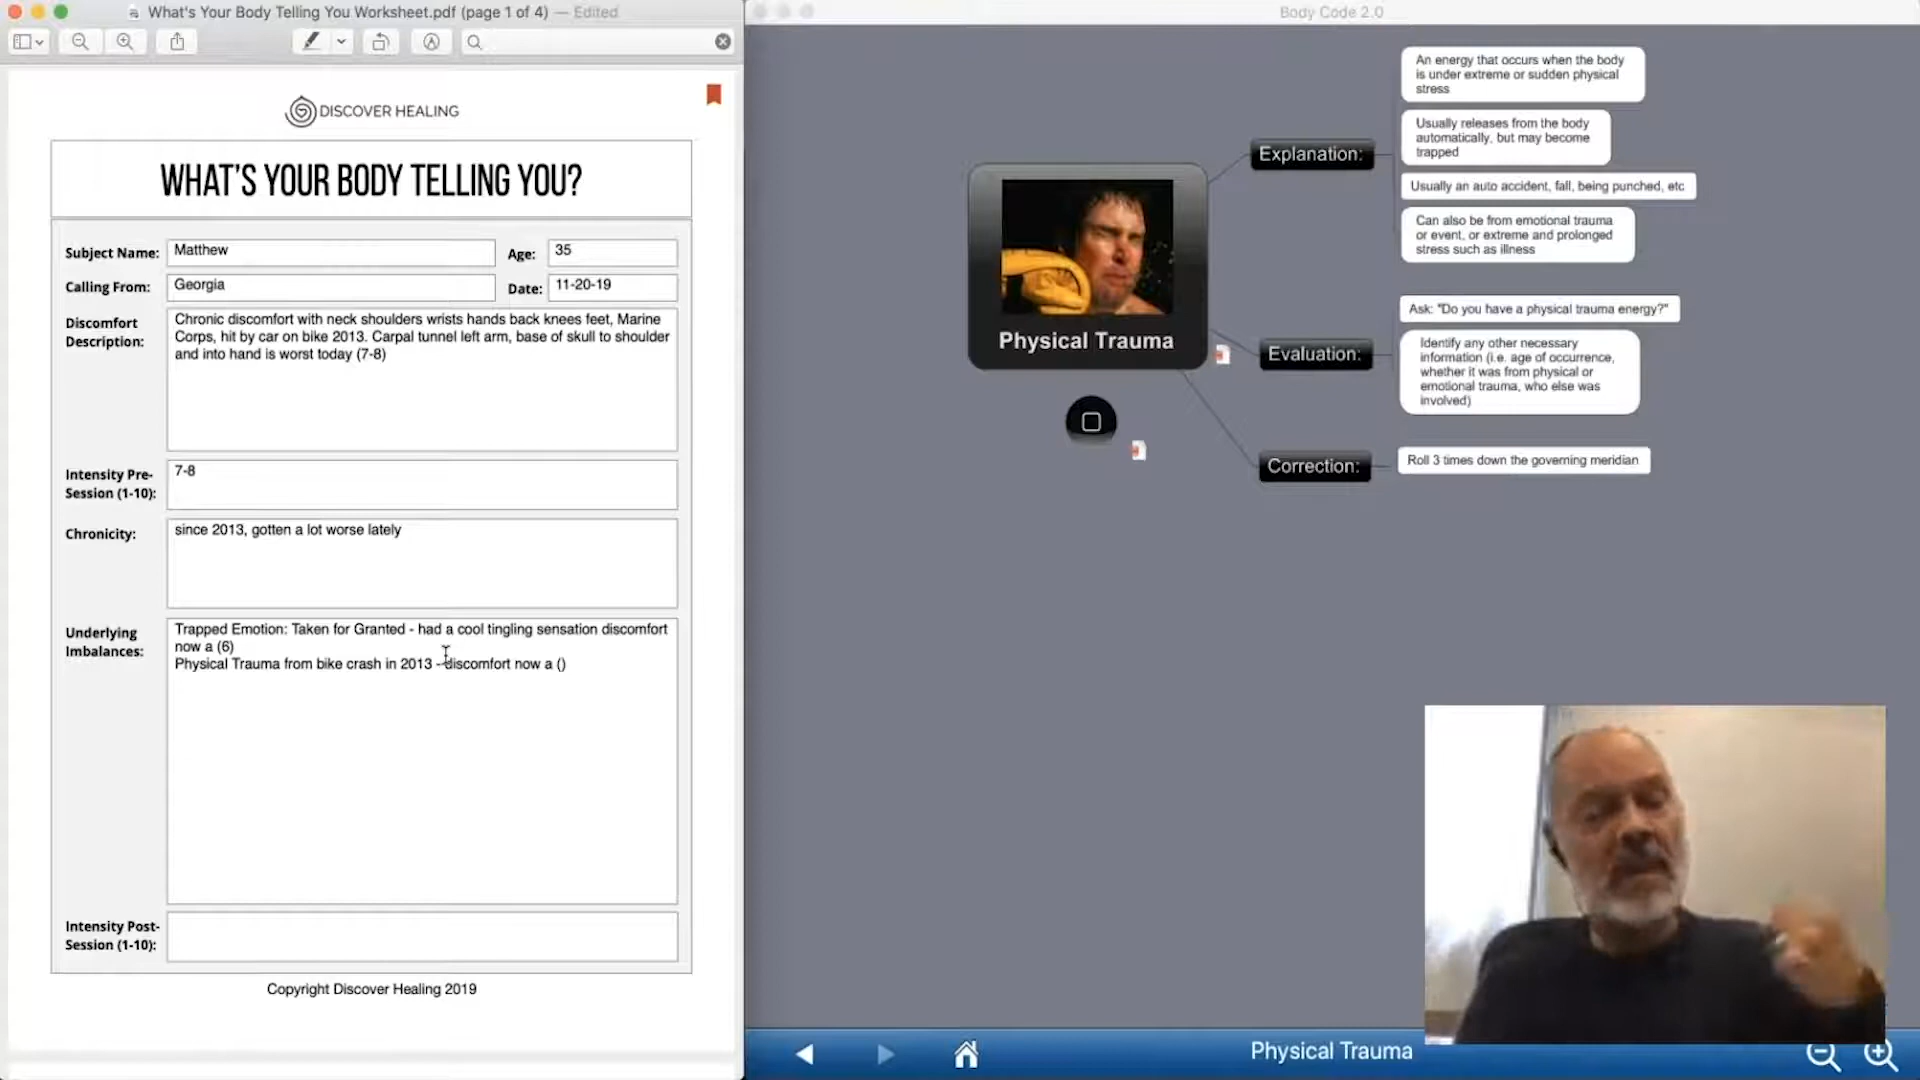 What's Your Body Telling You Worksheet.pdf (page 1 of 4) — Edited
DISCOVER HEALING
WHAT'S YOUR BODY TELLING YOU?
Subject Name: Matthew
Age: 35
Calling From: Georgia
Date: 11-20-19
Discomfort
Description:
Chronic discomfort with neck shoulders wrists hands back knees feet, Marine
Corps, hit by car on bike 2013. Carpal tunnel left arm, base of skull to shoulder
and into hand is worst today (7-8)
Intensity Pre-
Session (1-10):
7-8
Chronicity:
since 2013, gotten a lot worse lately
Underlying
Imbalances:
Trapped Emotion: Taken for Granted - had a cool tingling sensation discomfort
now a (6)
Physical Trauma from bike crash in 2013 - discomfort now a ()
Intensity Post-
Session (1-10):
Copyright Discover Healing 2019
Body Code 2.0
Physical Trauma
Explanation:
An energy that occurs when the body
is under extreme or sudden physical
stress
Usually releases from the body
automatically, but may become
trapped
Usually an auto accident, fall, being punched, etc
Can also be from emotional trauma
or event, or extreme and prolonged
stress such as illness
Evaluation:
Ask: "Do you have a physical trauma energy?"
Identify any other necessary
information (i.e. age of occurrence,
whether it was from physical or
emotional trauma, who else was
involved)
Correction:
Roll 3 times down the governing meridian
Physical Trauma